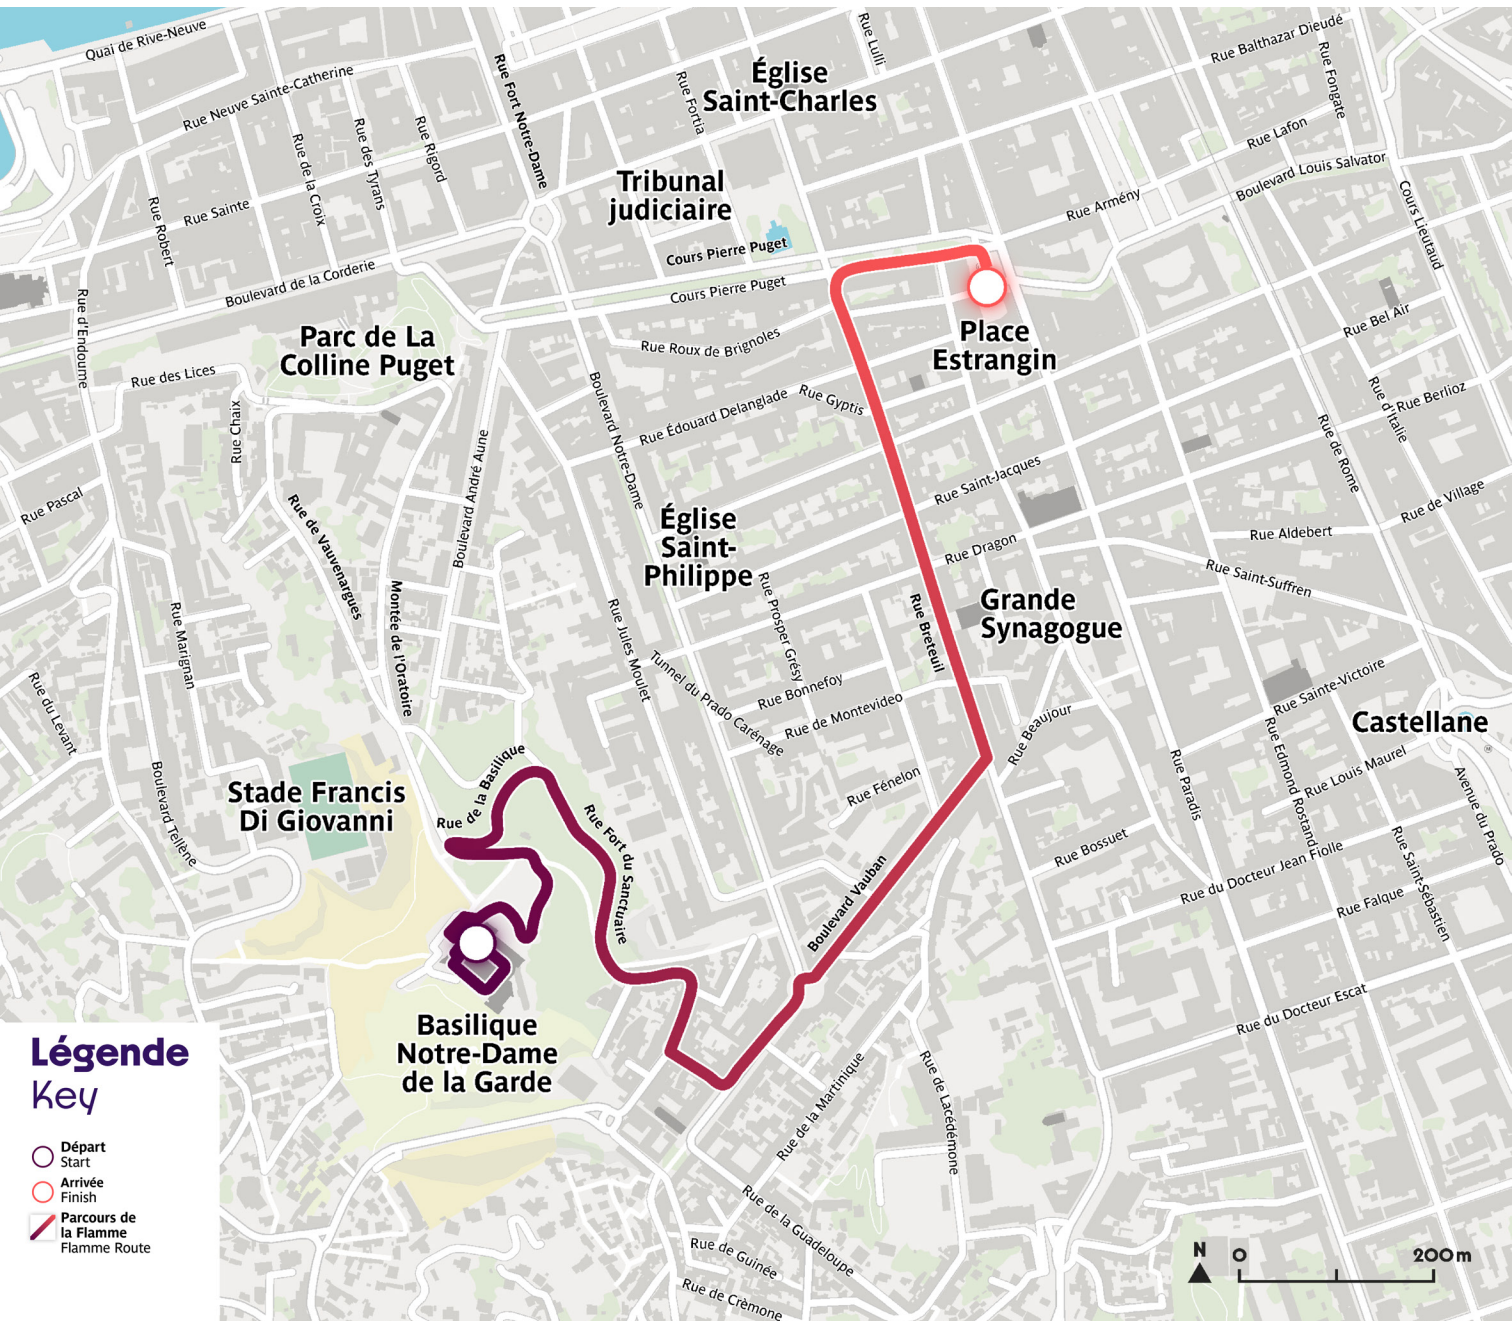 Quai de Rive-Neuve
Rue Neuve Sainte-Catherine
Rue Fort Notre-Dame
Rue Lulli
Rue Balthazar Dieudé
Rue Fongate
Église
Saint-Charles
Rue Fortia
Rue Rigord
Rue des Tyrans
Rue de la Croix
Rue Lafon
Boulevard Louis Salvator
Tribunal
judiciaire
Rue Sainte
Rue Robert
Rue Armény
Cours Lieutaud
Cours Pierre Puget
Cours Pierre Puget
Boulevard de la Corderie
Rue d'Endoume
Parc de La
Colline Puget
Rue Roux de Brignoles
Place
Estrangin
Rue Bel Air
Rue des Lices
Rue Chaix
Boulevard Notre-Dame
Rue Édouard Delanglade
Rue Gyptis
Rue d'Italie
Rue Berlioz
Rue de Rome
Boulevard André Aune
Rue Saint-Jacques
Rue Pascal
Rue de Vauvenargues
Rue de Village
Église
Saint-
Philippe
Rue Dragon
Rue Aldebert
Rue Saint-Suffren
Montée de l'Oratoire
Rue Marignan
Rue Jules Moulet
Rue Prosper Grésy
Rue Breteuil
Grande
Synagogue
Tunnel du Prado Carénage
Rue Bonnefoy
Rue de Montevideo
Rue Sainte-Victoire
Rue du Levant
Rue Beaujour
Castellane
Rue Edmond Rostand
Rue Louis Maurel
Rue Paradis
Avenue du Prado
Rue de la Basilique
Boulevard Tellène
Stade Francis
Di Giovanni
Rue Fénelon
Rue Fort du Sanctuaire
Rue Bossuet
Boulevard Vauban
Rue du Docteur Jean Fiolle
Rue Falque
Rue Saint-Sébastien
Basilique
Notre-Dame
de la Garde
Rue du Docteur Escat
Rue de la Martinique
Rue de Lacédémone
Rue de la Guadeloupe
Rue de Guinée
Rue de Crèmone
Légende
Key
Départ
Start
Arrivée
Finish
Parcours de
la Flamme
Flamme Route
N
0
200 m